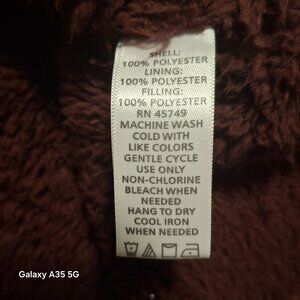 SHELL:
100% POLYESTER
LINING:
100% POLYESTER
FILLING:
100% POLYESTER
RN 45749
MACHINE WASH
COLD WITH
LIKE COLORS
GENTLE CYCLE
USE ONLY
NON-CHLORINE
BLEACH WHEN
NEEDED
HANG TO DRY
COOL IRON
WHEN NEEDED
Galaxy A35 5G